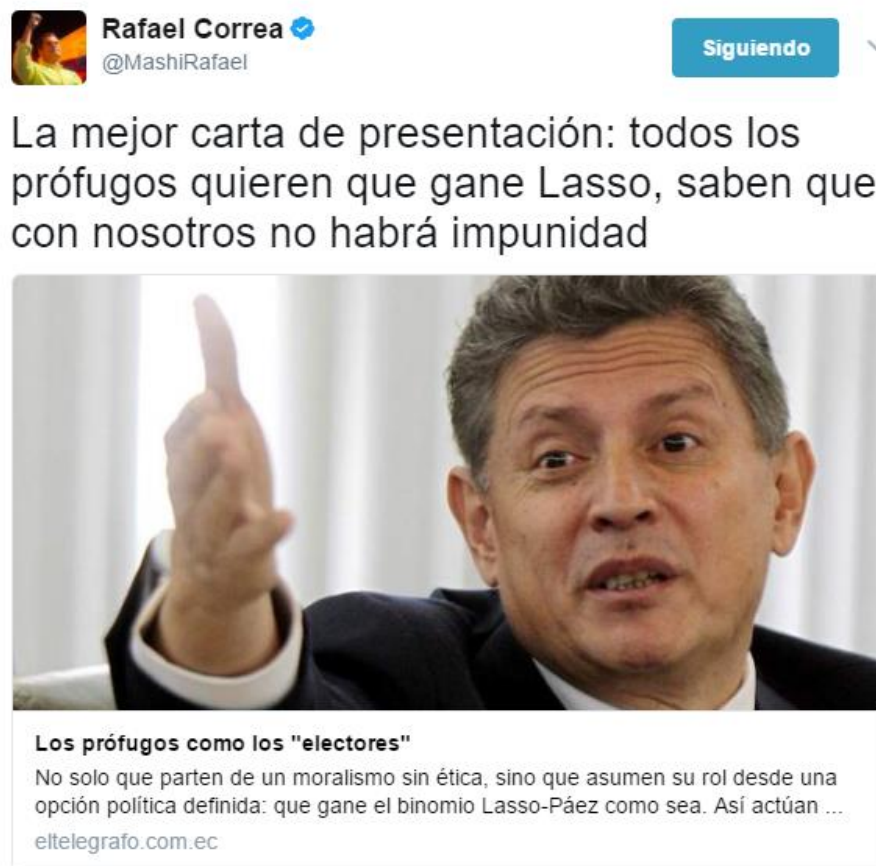 Rafael Correa
@MashiRafael
Siguiendo
La mejor carta de presentación: todos los
prófugos quieren que gane Lasso, saben que
con nosotros no habrá impunidad
Los prófugos como los "electores"
No solo que parten de un moralismo sin ética, sino que asumen su rol desde una
opción política definida: que gane el binomio Lasso-Páez como sea. Así actúan ...
eltelegrafo.com.ec